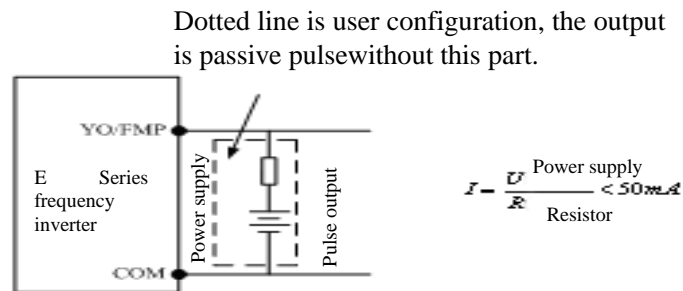 Dotted line is user configuration, the output
is passive pulsewithout this part.
YO/FMP
E Series
frequency
inverter
COM
Power supply
Pulse output
I = U/R Power supply / Resistor < 50mA